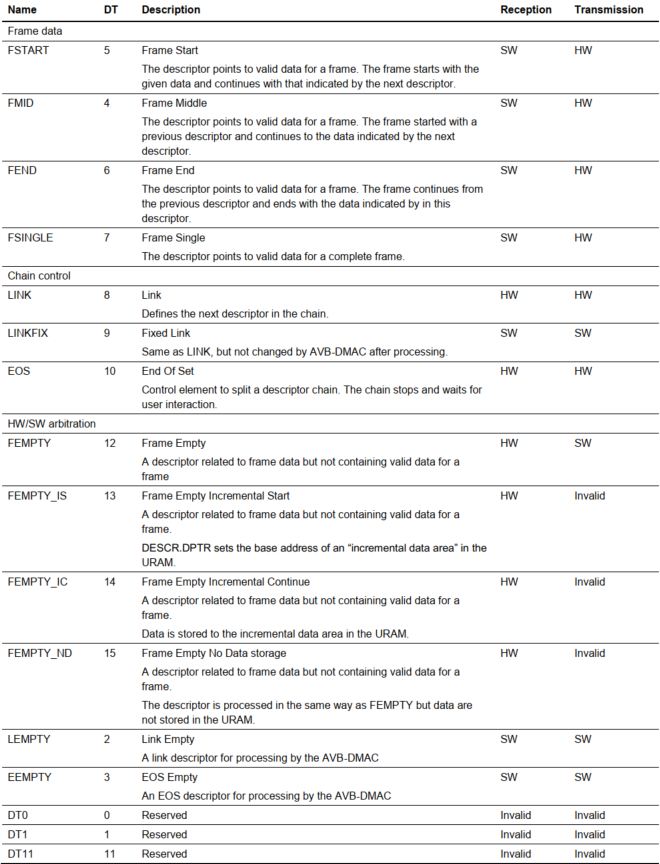 Name DT Description Reception Transmission
Frame data
FSTART 5 Frame Start SW HW
The descriptor points to valid data for a frame. The frame starts with the
given data and continues with that indicated by the next descriptor.
FMID 4 Frame Middle SW HW
The descriptor points to valid data for a frame. The frame started with a
previous descriptor and continues to the data indicated by the next
descriptor.
FEND 6 Frame End SW HW
The descriptor points to valid data for a frame. The frame continues from
the previous descriptor and ends with the data indicated by in this
descriptor.
FSINGLE 7 Frame Single SW HW
The descriptor points to valid data for a complete frame.
Chain control
LINK 8 Link HW HW
Defines the next descriptor in the chain.
LINKFIX 9 Fixed Link SW SW
Same as LINK, but not changed by AVB-DMAC after processing.
EOS 10 End Of Set HW HW
Control element to split a descriptor chain. The chain stops and waits for
user interaction.
HW/SW arbitration
FEMPTY 12 Frame Empty HW SW
A descriptor related to frame data but not containing valid data for a
frame
FEMPTY_IS 13 Frame Empty Incremental Start HW Invalid
A descriptor related to frame data but not containing valid data for a
frame.
DESCR.DPTR sets the base address of an “incremental data area” in the
URAM.
FEMPTY_IC 14 Frame Empty Incremental Continue HW Invalid
A descriptor related to frame data but not containing valid data for a
frame.
Data is stored to the incremental data area in the URAM.
FEMPTY_ND 15 Frame Empty No Data storage HW Invalid
A descriptor related to frame data but not containing valid data for a
frame.
The descriptor is processed in the same way as FEMPTY but data are
not stored in the URAM.
LEMPTY 2 Link Empty SW SW
A link descriptor for processing by the AVB-DMAC
EEMPTY 3 EOS Empty SW SW
An EOS descriptor for processing by the AVB-DMAC
DT0 0 Reserved Invalid Invalid
DT1 1 Reserved Invalid Invalid
DT11 11 Reserved Invalid Invalid